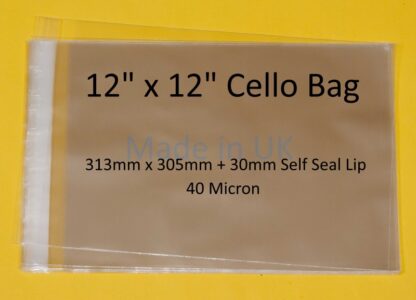 12" x 12" Cello Bag
Made in UK
313mm x 305mm + 30mm Self Seal Lip
40 Micron